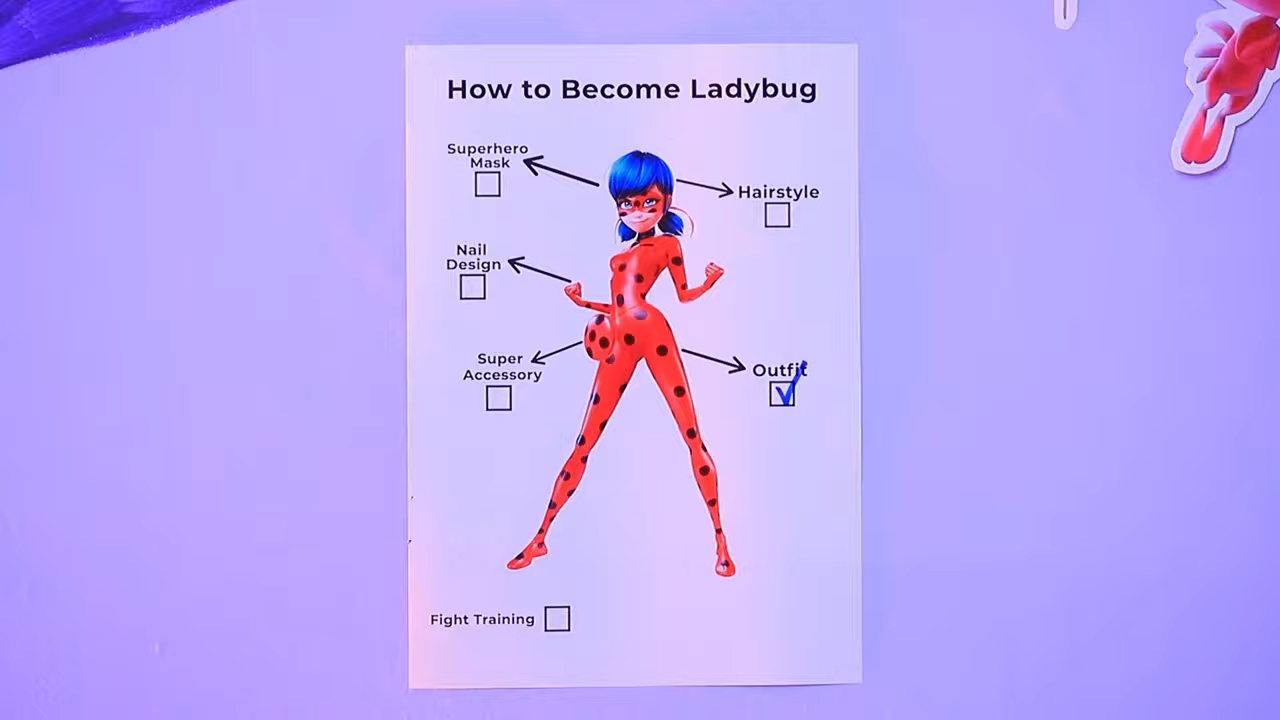 How to Become Ladybug
Superhero
Mask
Hairstyle
Nail
Design
Super
Accessory
Outfit
Fight Training